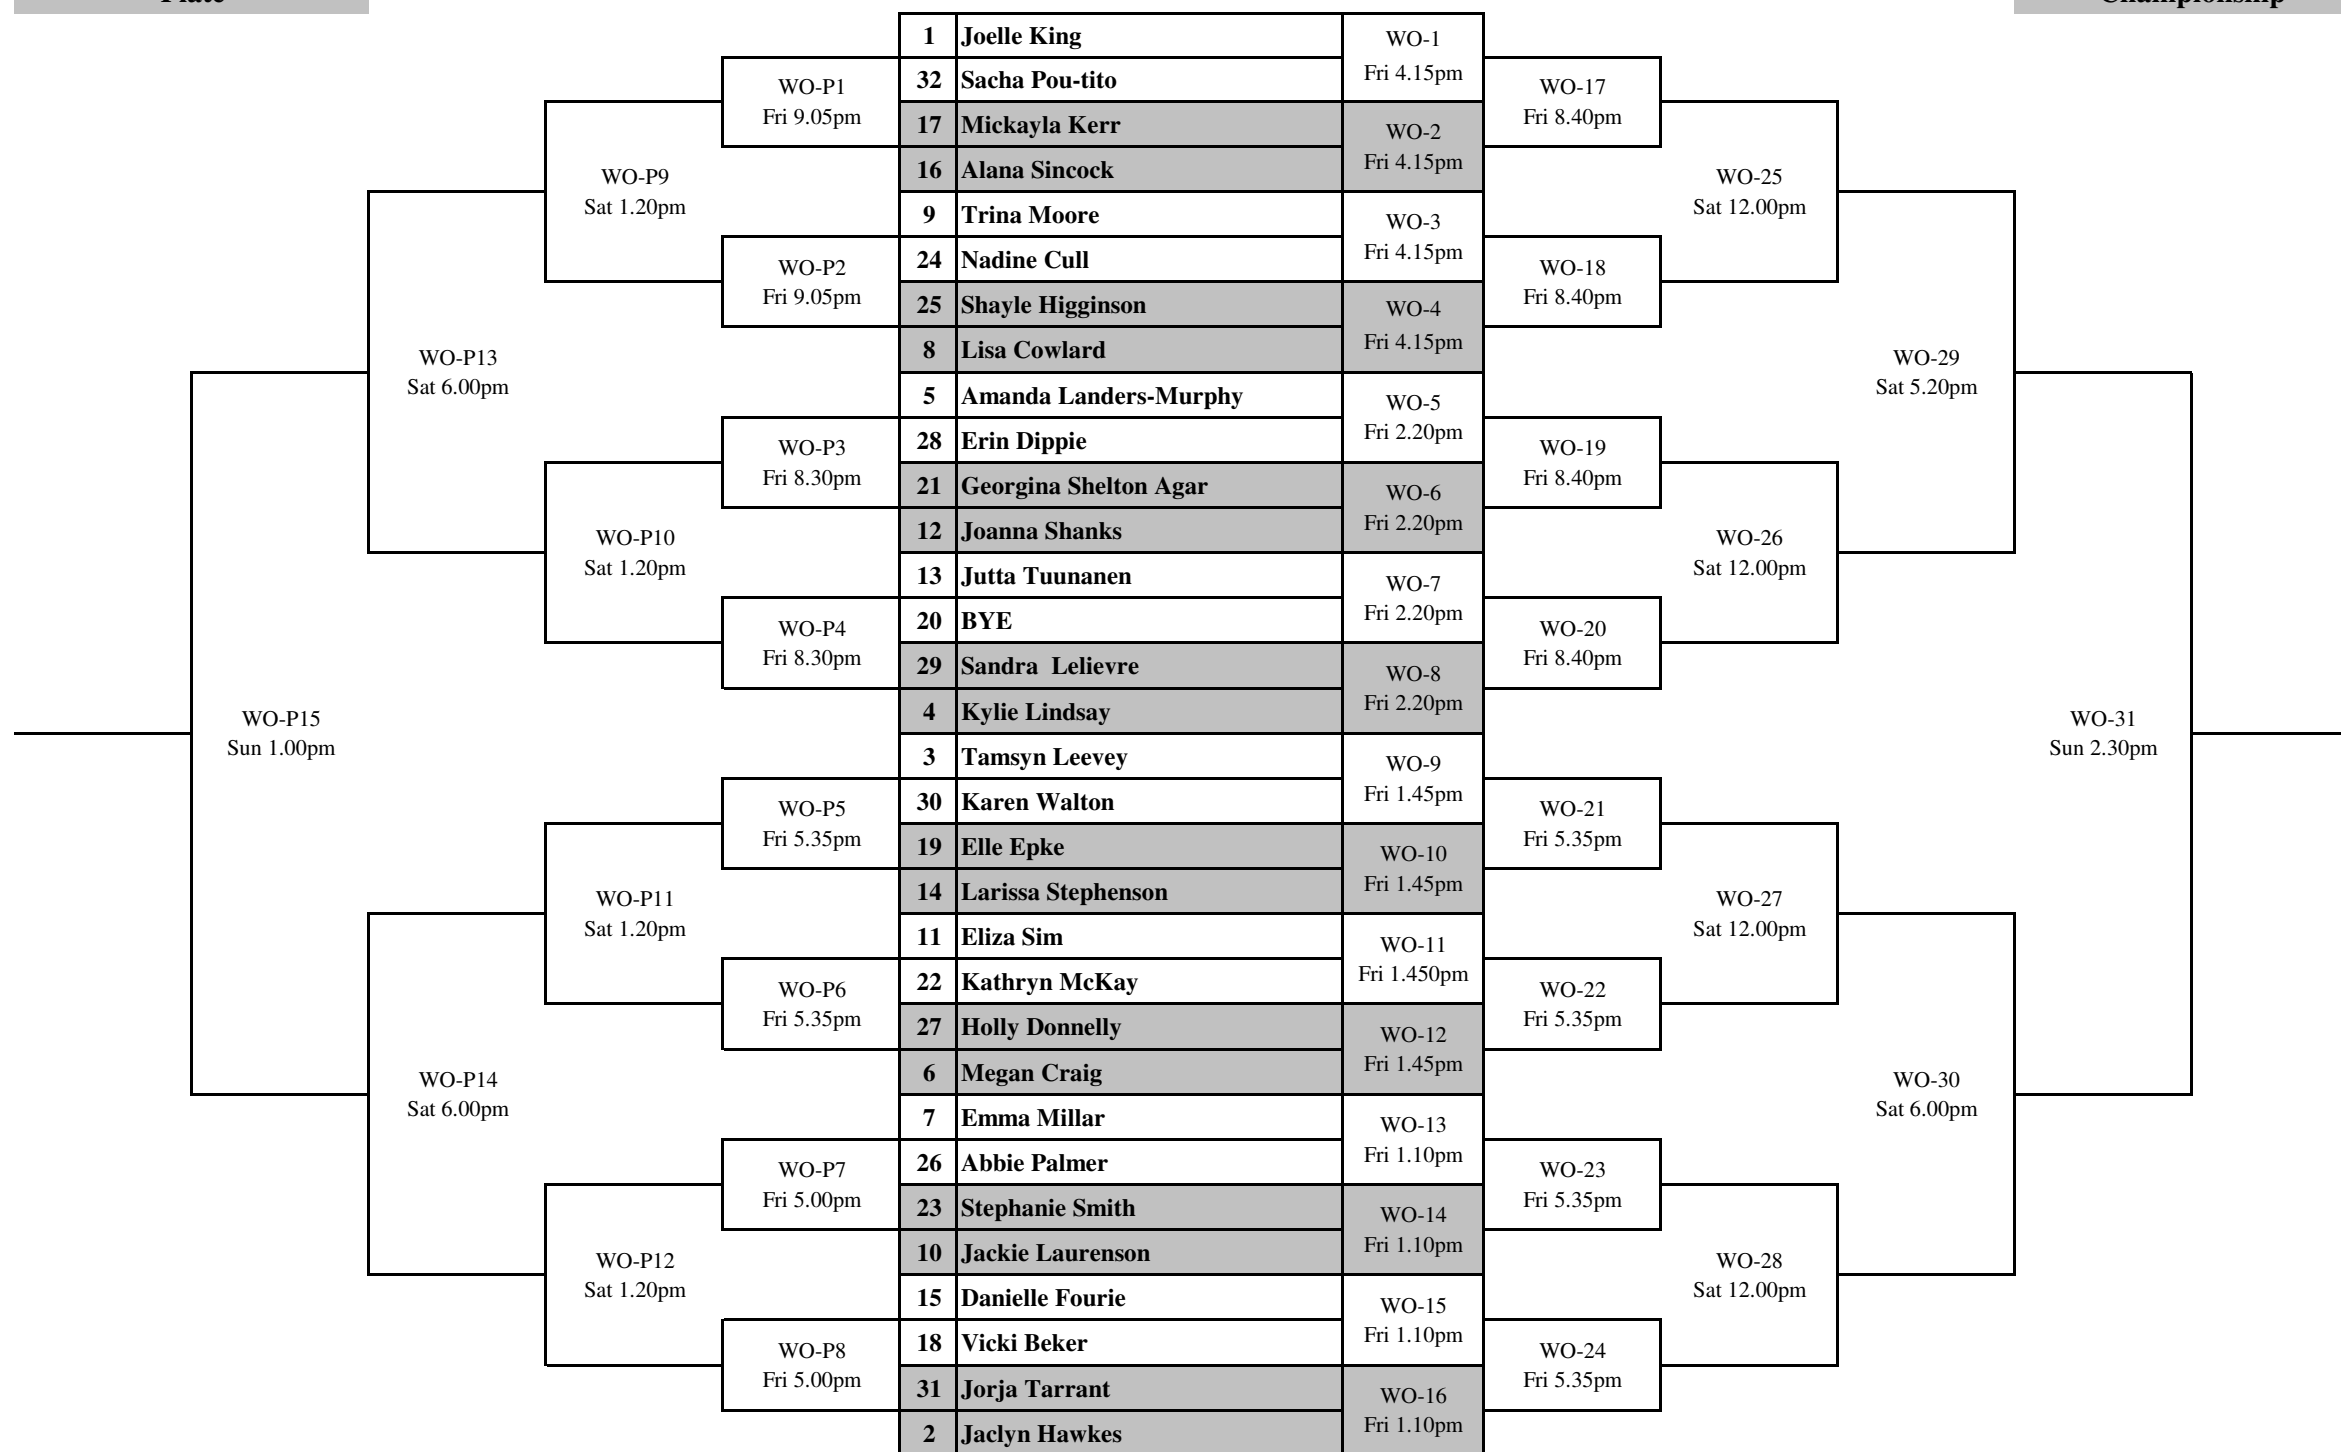 Plate
Championship
1 Joelle King
WO-1
Fri 4.15pm
32 Sacha Pou-tito
WO-P1
Fri 9.05pm
WO-17
Fri 8.40pm
17 Mickayla Kerr
WO-2
Fri 4.15pm
16 Alana Sincock
WO-P9
Sat 1.20pm
WO-25
Sat 12.00pm
9 Trina Moore
WO-3
Fri 4.15pm
24 Nadine Cull
WO-P2
Fri 9.05pm
WO-18
Fri 8.40pm
25 Shayle Higginson
WO-4
Fri 4.15pm
8 Lisa Cowlard
WO-P13
Sat 6.00pm
WO-29
Sat 5.20pm
5 Amanda Landers-Murphy
WO-5
Fri 2.20pm
28 Erin Dippie
WO-P3
Fri 8.30pm
WO-19
Fri 8.40pm
21 Georgina Shelton Agar
WO-6
Fri 2.20pm
12 Joanna Shanks
WO-P10
Sat 1.20pm
WO-26
Sat 12.00pm
13 Jutta Tuunanen
WO-7
Fri 2.20pm
20 BYE
WO-P4
Fri 8.30pm
WO-20
Fri 8.40pm
29 Sandra Lelievre
WO-8
Fri 2.20pm
4 Kylie Lindsay
WO-P15
Sun 1.00pm
WO-31
Sun 2.30pm
3 Tamsyn Leevey
WO-9
Fri 1.45pm
30 Karen Walton
WO-P5
Fri 5.35pm
WO-21
Fri 5.35pm
19 Elle Epke
WO-10
Fri 1.45pm
14 Larissa Stephenson
WO-P11
Sat 1.20pm
WO-27
Sat 12.00pm
11 Eliza Sim
WO-11
Fri 1.450pm
22 Kathryn McKay
WO-P6
Fri 5.35pm
WO-22
Fri 5.35pm
27 Holly Donnelly
WO-12
Fri 1.45pm
6 Megan Craig
WO-P14
Sat 6.00pm
WO-30
Sat 6.00pm
7 Emma Millar
WO-13
Fri 1.10pm
26 Abbie Palmer
WO-P7
Fri 5.00pm
WO-23
Fri 5.35pm
23 Stephanie Smith
WO-14
Fri 1.10pm
10 Jackie Laurenson
WO-P12
Sat 1.20pm
WO-28
Sat 12.00pm
15 Danielle Fourie
WO-15
Fri 1.10pm
18 Vicki Beker
WO-P8
Fri 5.00pm
WO-24
Fri 5.35pm
31 Jorja Tarrant
WO-16
Fri 1.10pm
2 Jaclyn Hawkes